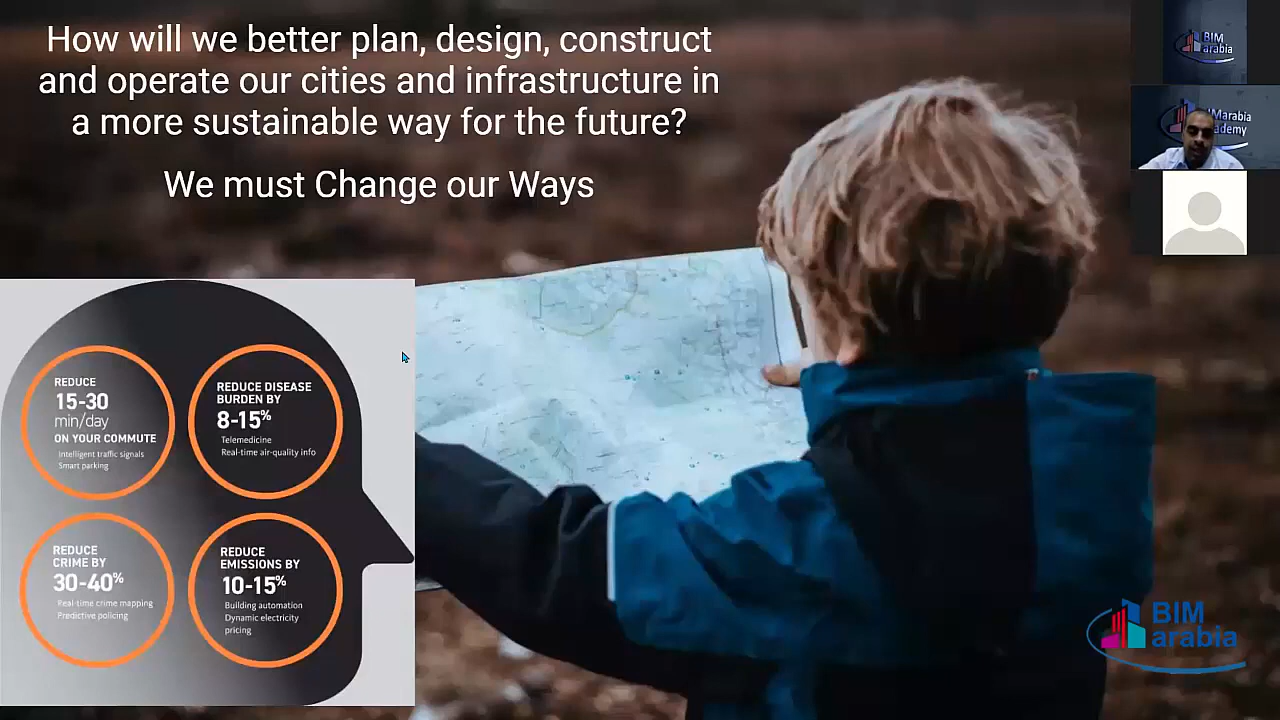 How will we better plan, design, construct
and operate our cities and infrastructure in
a more sustainable way for the future?
We must Change our Ways
REDUCE
15-30
min/day
ON YOUR COMMUTE
Intelligent traffic signals
Smart parking
REDUCE DISEASE
BURDEN BY
8-15%
Telemedicine
Real-time air-quality info
REDUCE
CRIME BY
30-40%
Real-time crime mapping
Predictive policing
REDUCE
EMISSIONS BY
10-15%
Building automation
Dynamic electricity
pricing
BIM
arabia
BIM
arabia